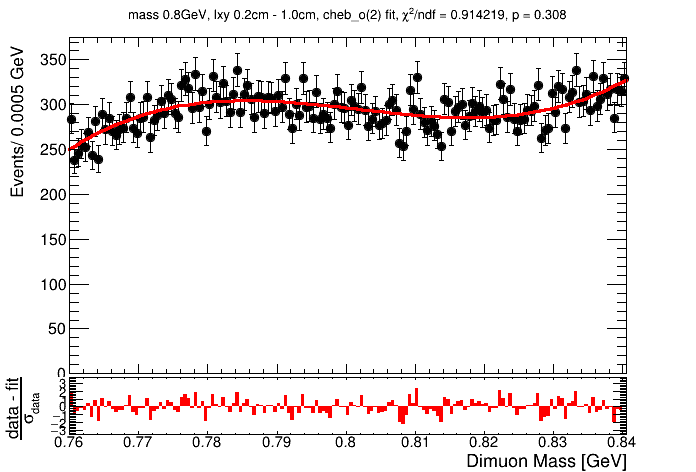 mass 0.8GeV, lxy 0.2cm - 1.0cm, cheb_o(2) fit, χ²/ndf = 0.914219, p = 0.308
Events/ 0.0005 GeV
350
300
250
200
150
100
50
0
data - fit
σdata
3
2
1
0
−1
−2
−3
0.76 0.77 0.78 0.79 0.8 0.81 0.82 0.83 0.84
Dimuon Mass [GeV]